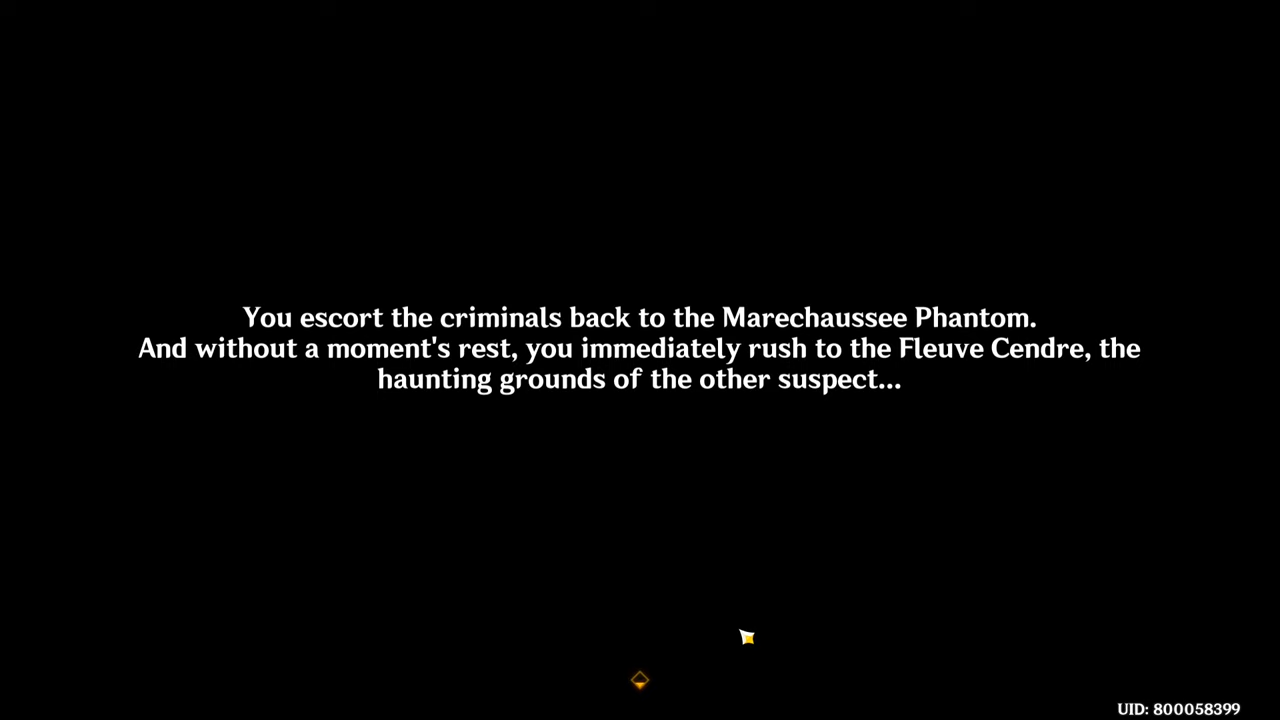 You escort the criminals back to the Marechaussee Phantom.
And without a moment's rest, you immediately rush to the Fleuve Cendre, the
haunting grounds of the other suspect...
UID: 800058399